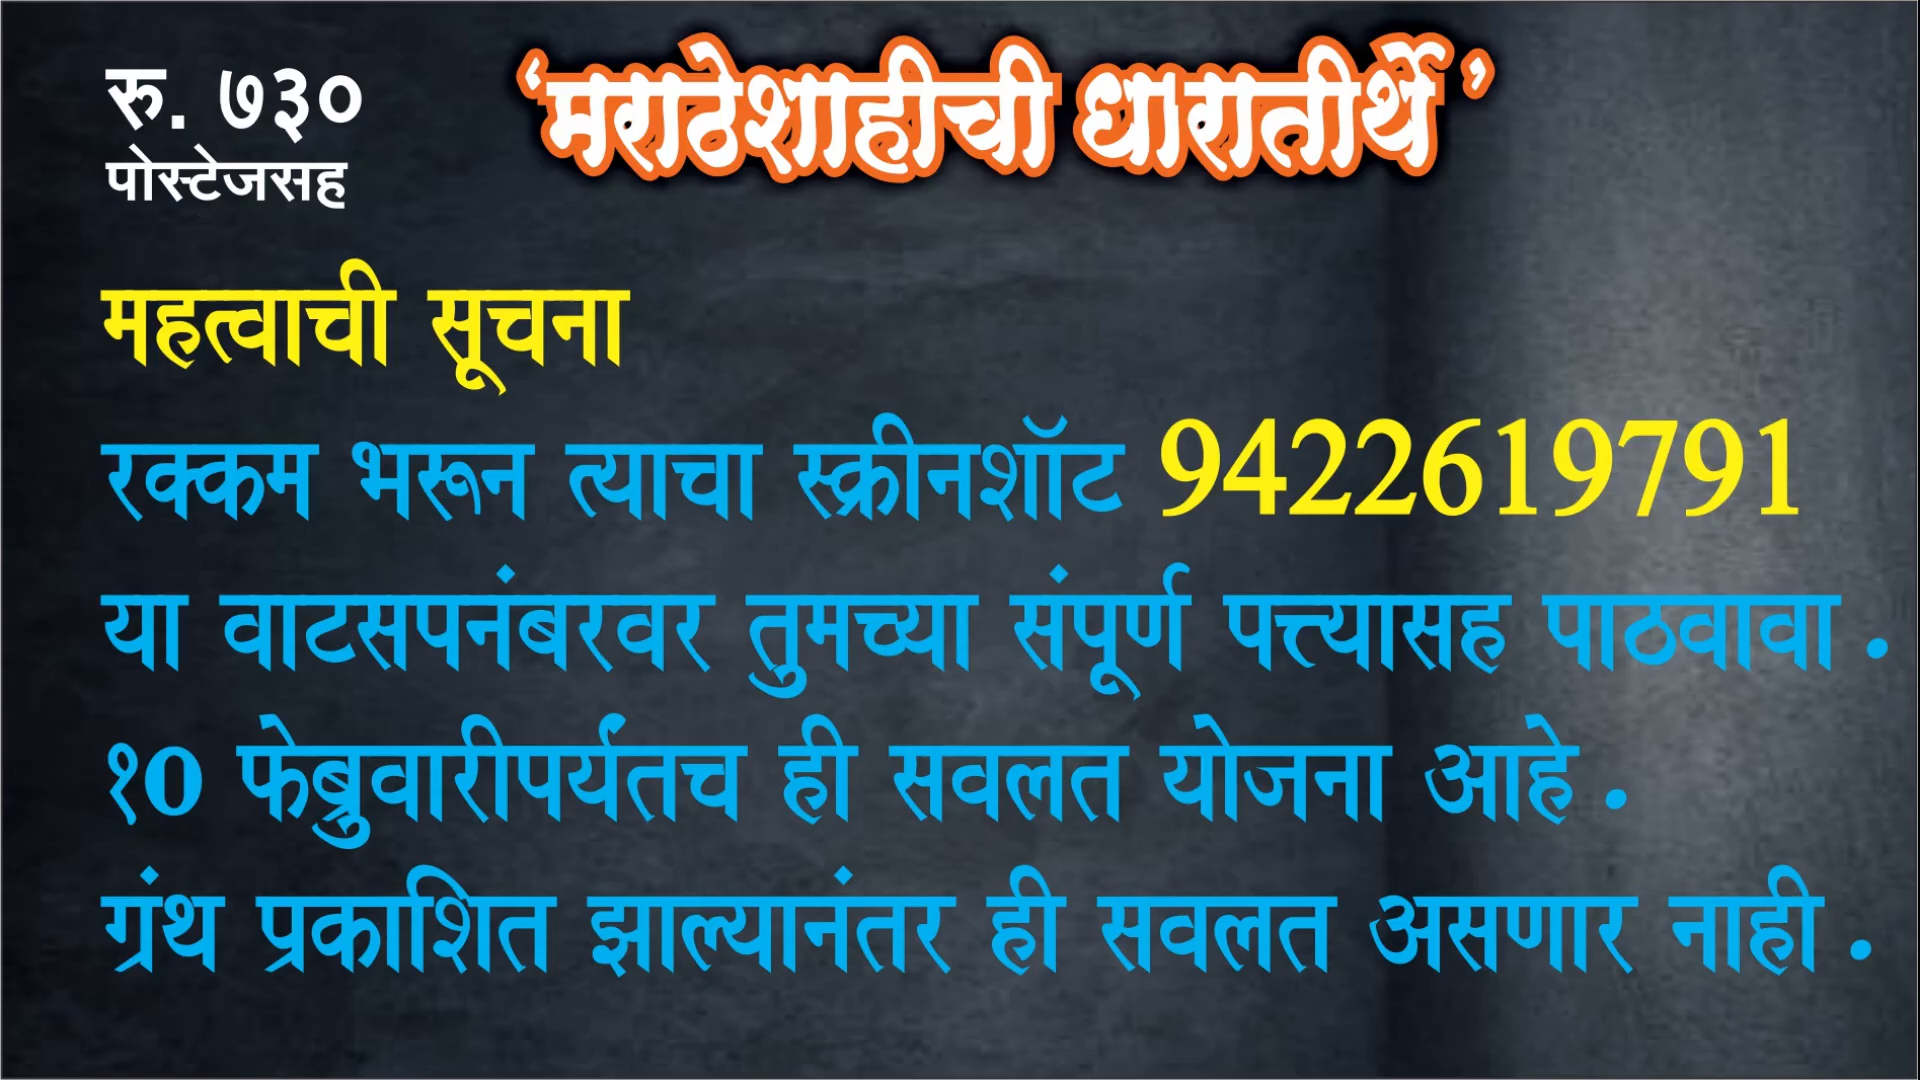 रु. ७३०
पोस्टेजसह
‘मराठेशाहीची धारातीर्थे’
महत्वाची सूचना
रक्कम भरून त्याचा स्क्रीनशॉट 9422619791
या वाटसपनंबरवर तुमच्या संपूर्ण पत्त्यासह पाठवावा.
१० फेब्रुवारीपर्यंतच ही सवलत योजना आहे.
ग्रंथ प्रकाशित झाल्यानंतर ही सवलत असणार नाही.